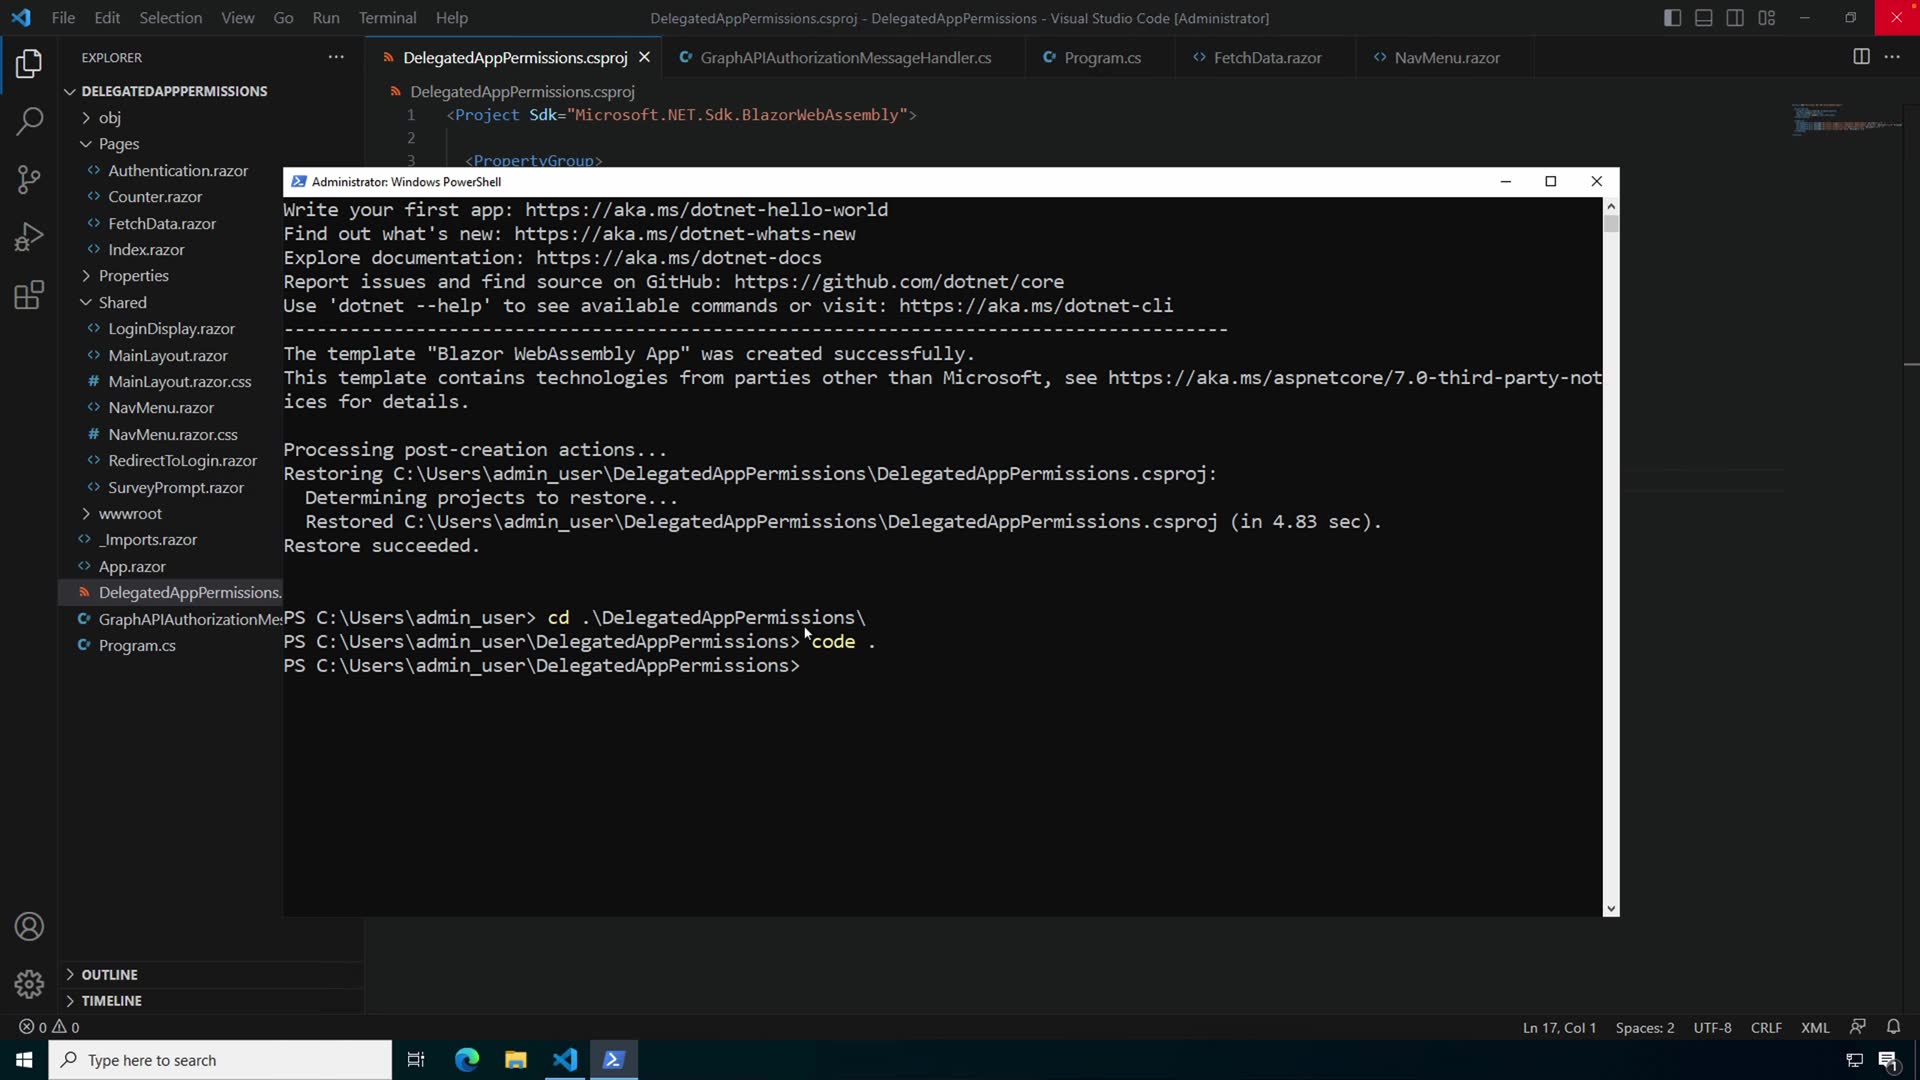 File Edit Selection View Go Run Terminal Help
DelegatedAppPermissions.csproj - DelegatedAppPermissions - Visual Studio Code [Administrator]
EXPLORER
DelegatedAppPermissions.csproj
GraphAPIAuthorizationMessageHandler.cs
Program.cs
FetchData.razor
NavMenu.razor
DELEGATEDAPPPERMISSIONS
obj
Pages
Authentication.razor
Counter.razor
FetchData.razor
Index.razor
Properties
Shared
LoginDisplay.razor
MainLayout.razor
MainLayout.razor.css
NavMenu.razor
NavMenu.razor.css
RedirectToLogin.razor
SurveyPrompt.razor
wwwroot
_Imports.razor
App.razor
DelegatedAppPermissions.
GraphAPIAuthorizationMes
Program.cs
OUTLINE
TIMELINE
DelegatedAppPermissions.csproj
1 <Project Sdk="Microsoft.NET.Sdk.BlazorWebAssembly">
2
3 <PropertyGroup>
Administrator: Windows PowerShell
Write your first app: https://aka.ms/dotnet-hello-world
Find out what's new: https://aka.ms/dotnet-whats-new
Explore documentation: https://aka.ms/dotnet-docs
Report issues and find source on GitHub: https://github.com/dotnet/core
Use 'dotnet --help' to see available commands or visit: https://aka.ms/dotnet-cli
--------------------------------------------------------------------------------------
The template "Blazor WebAssembly App" was created successfully.
This template contains technologies from parties other than Microsoft, see https://aka.ms/aspnetcore/7.0-third-party-not
ices for details.
Processing post-creation actions...
Restoring C:\Users\admin_user\DelegatedAppPermissions\DelegatedAppPermissions.csproj:
Determining projects to restore...
Restored C:\Users\admin_user\DelegatedAppPermissions\DelegatedAppPermissions.csproj (in 4.83 sec).
Restore succeeded.
PS C:\Users\admin_user> cd .\DelegatedAppPermissions\
PS C:\Users\admin_user\DelegatedAppPermissions> code .
PS C:\Users\admin_user\DelegatedAppPermissions>
0 0
Ln 17, Col 1 Spaces: 2 UTF-8 CRLF XML
Type here to search
1